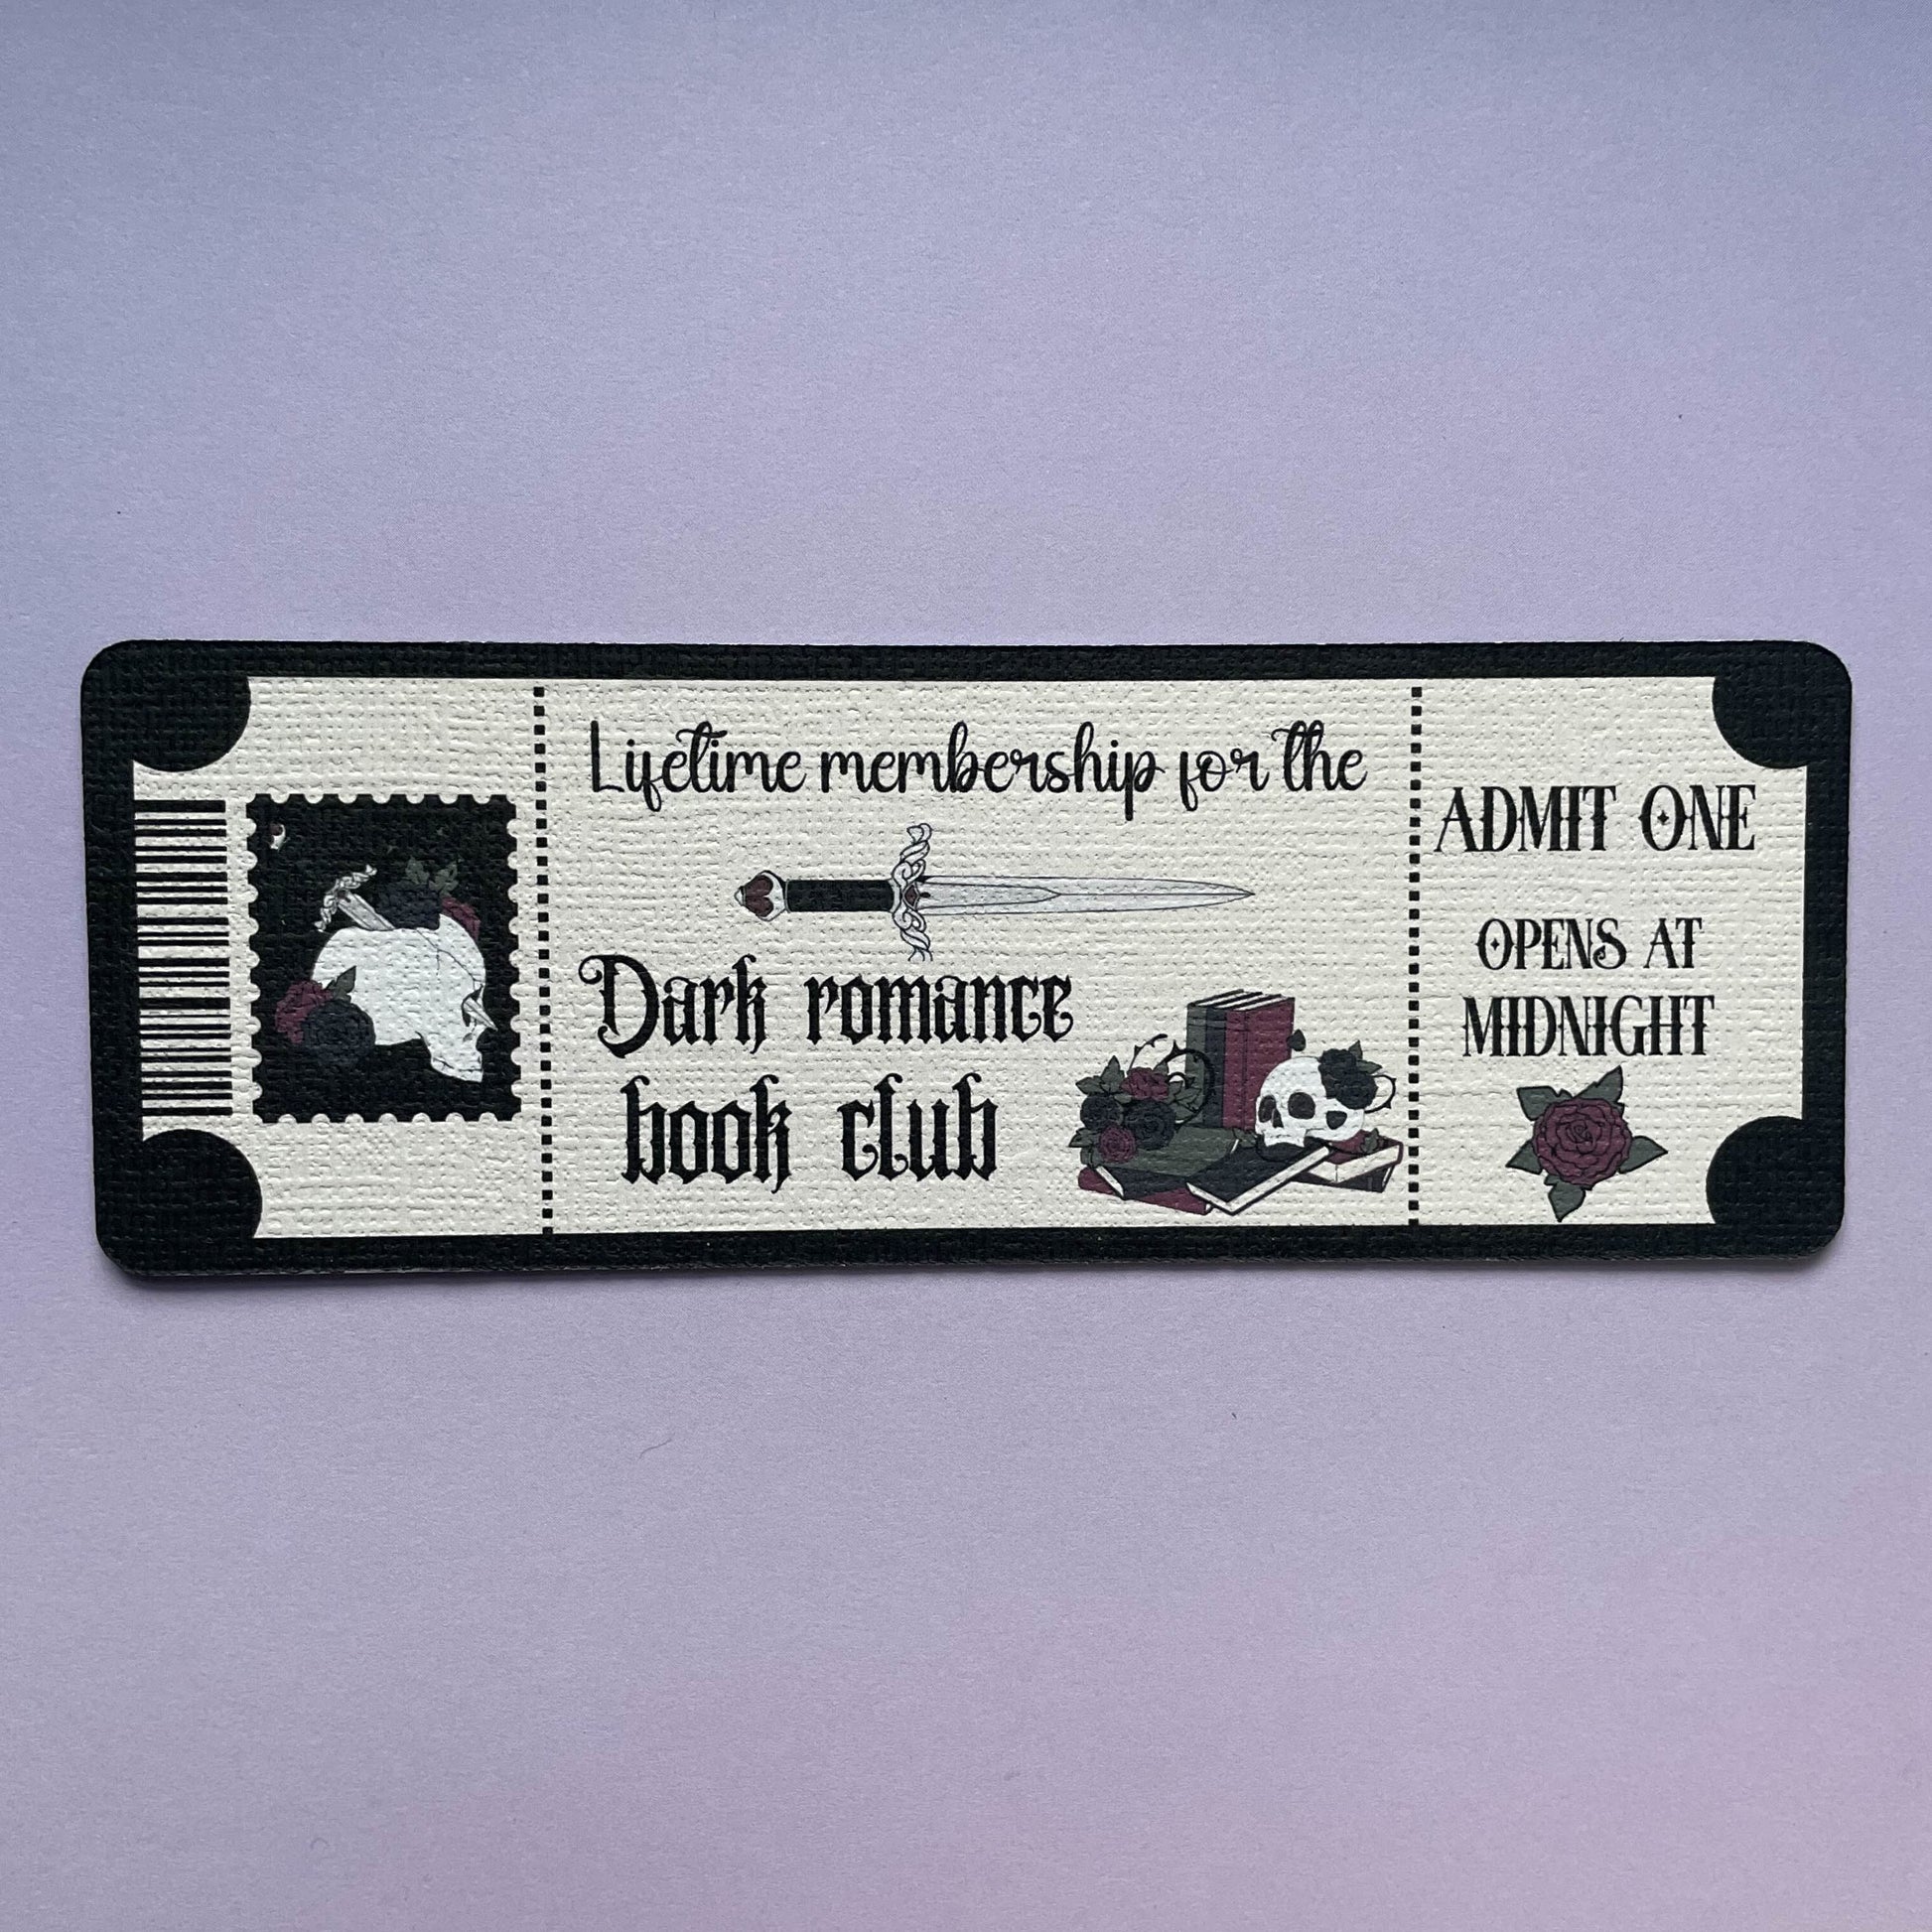 Lifetime membership for the
Dark romance
book club
ADMIT ONE
OPENS AT
MIDNIGHT